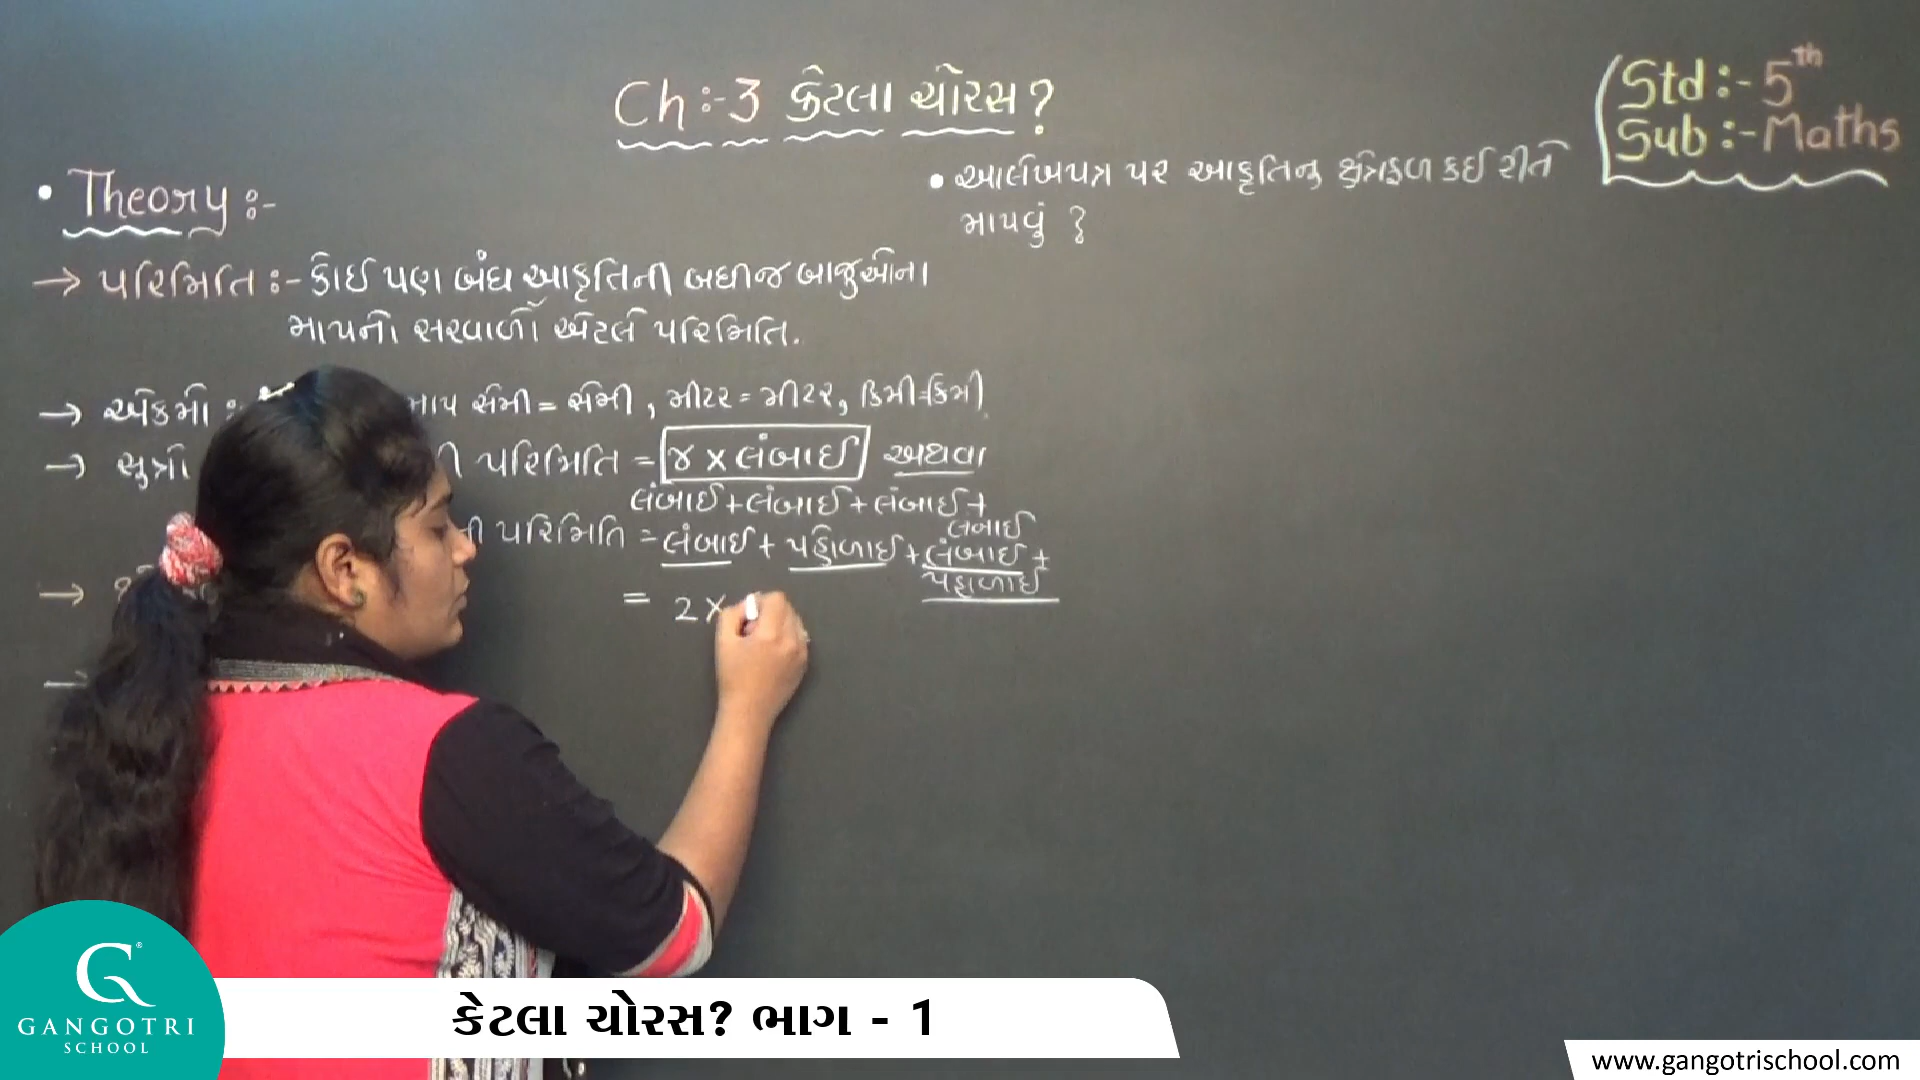 Ch:-3 કેટલા ચોરસ?
Std:- 5th
Sub:- Maths
• Theory:-
→ પરિમિતિ:- કોઈ પણ બંધ આકૃતિની બધીજ બાજુઓના
માપનો સરવાળો એટલે પરિમિતિ.
→ એકમો :
માપ સેમી = સેમી, મીટર = મીટર, કિમી=કિમી
→ સુત્રો
ની પરિમિતિ = ૪ x લંબાઈ અથવા
લંબાઈ+લંબાઈ+લંબાઈ+
લંબાઈ
ની પરિમિતિ = લંબાઈ + પહોળાઈ + લંબાઈ +
પહોળાઈ
= 2 x
→
→
• આલેખપત્ર પર આકૃતિનુ ક્ષેત્રફળ કઈ રીતે
માપવું ?
કેટલા ચોરસ? ભાગ - 1
G®
GANGOTRI
SCHOOL
www.gangotrischool.com